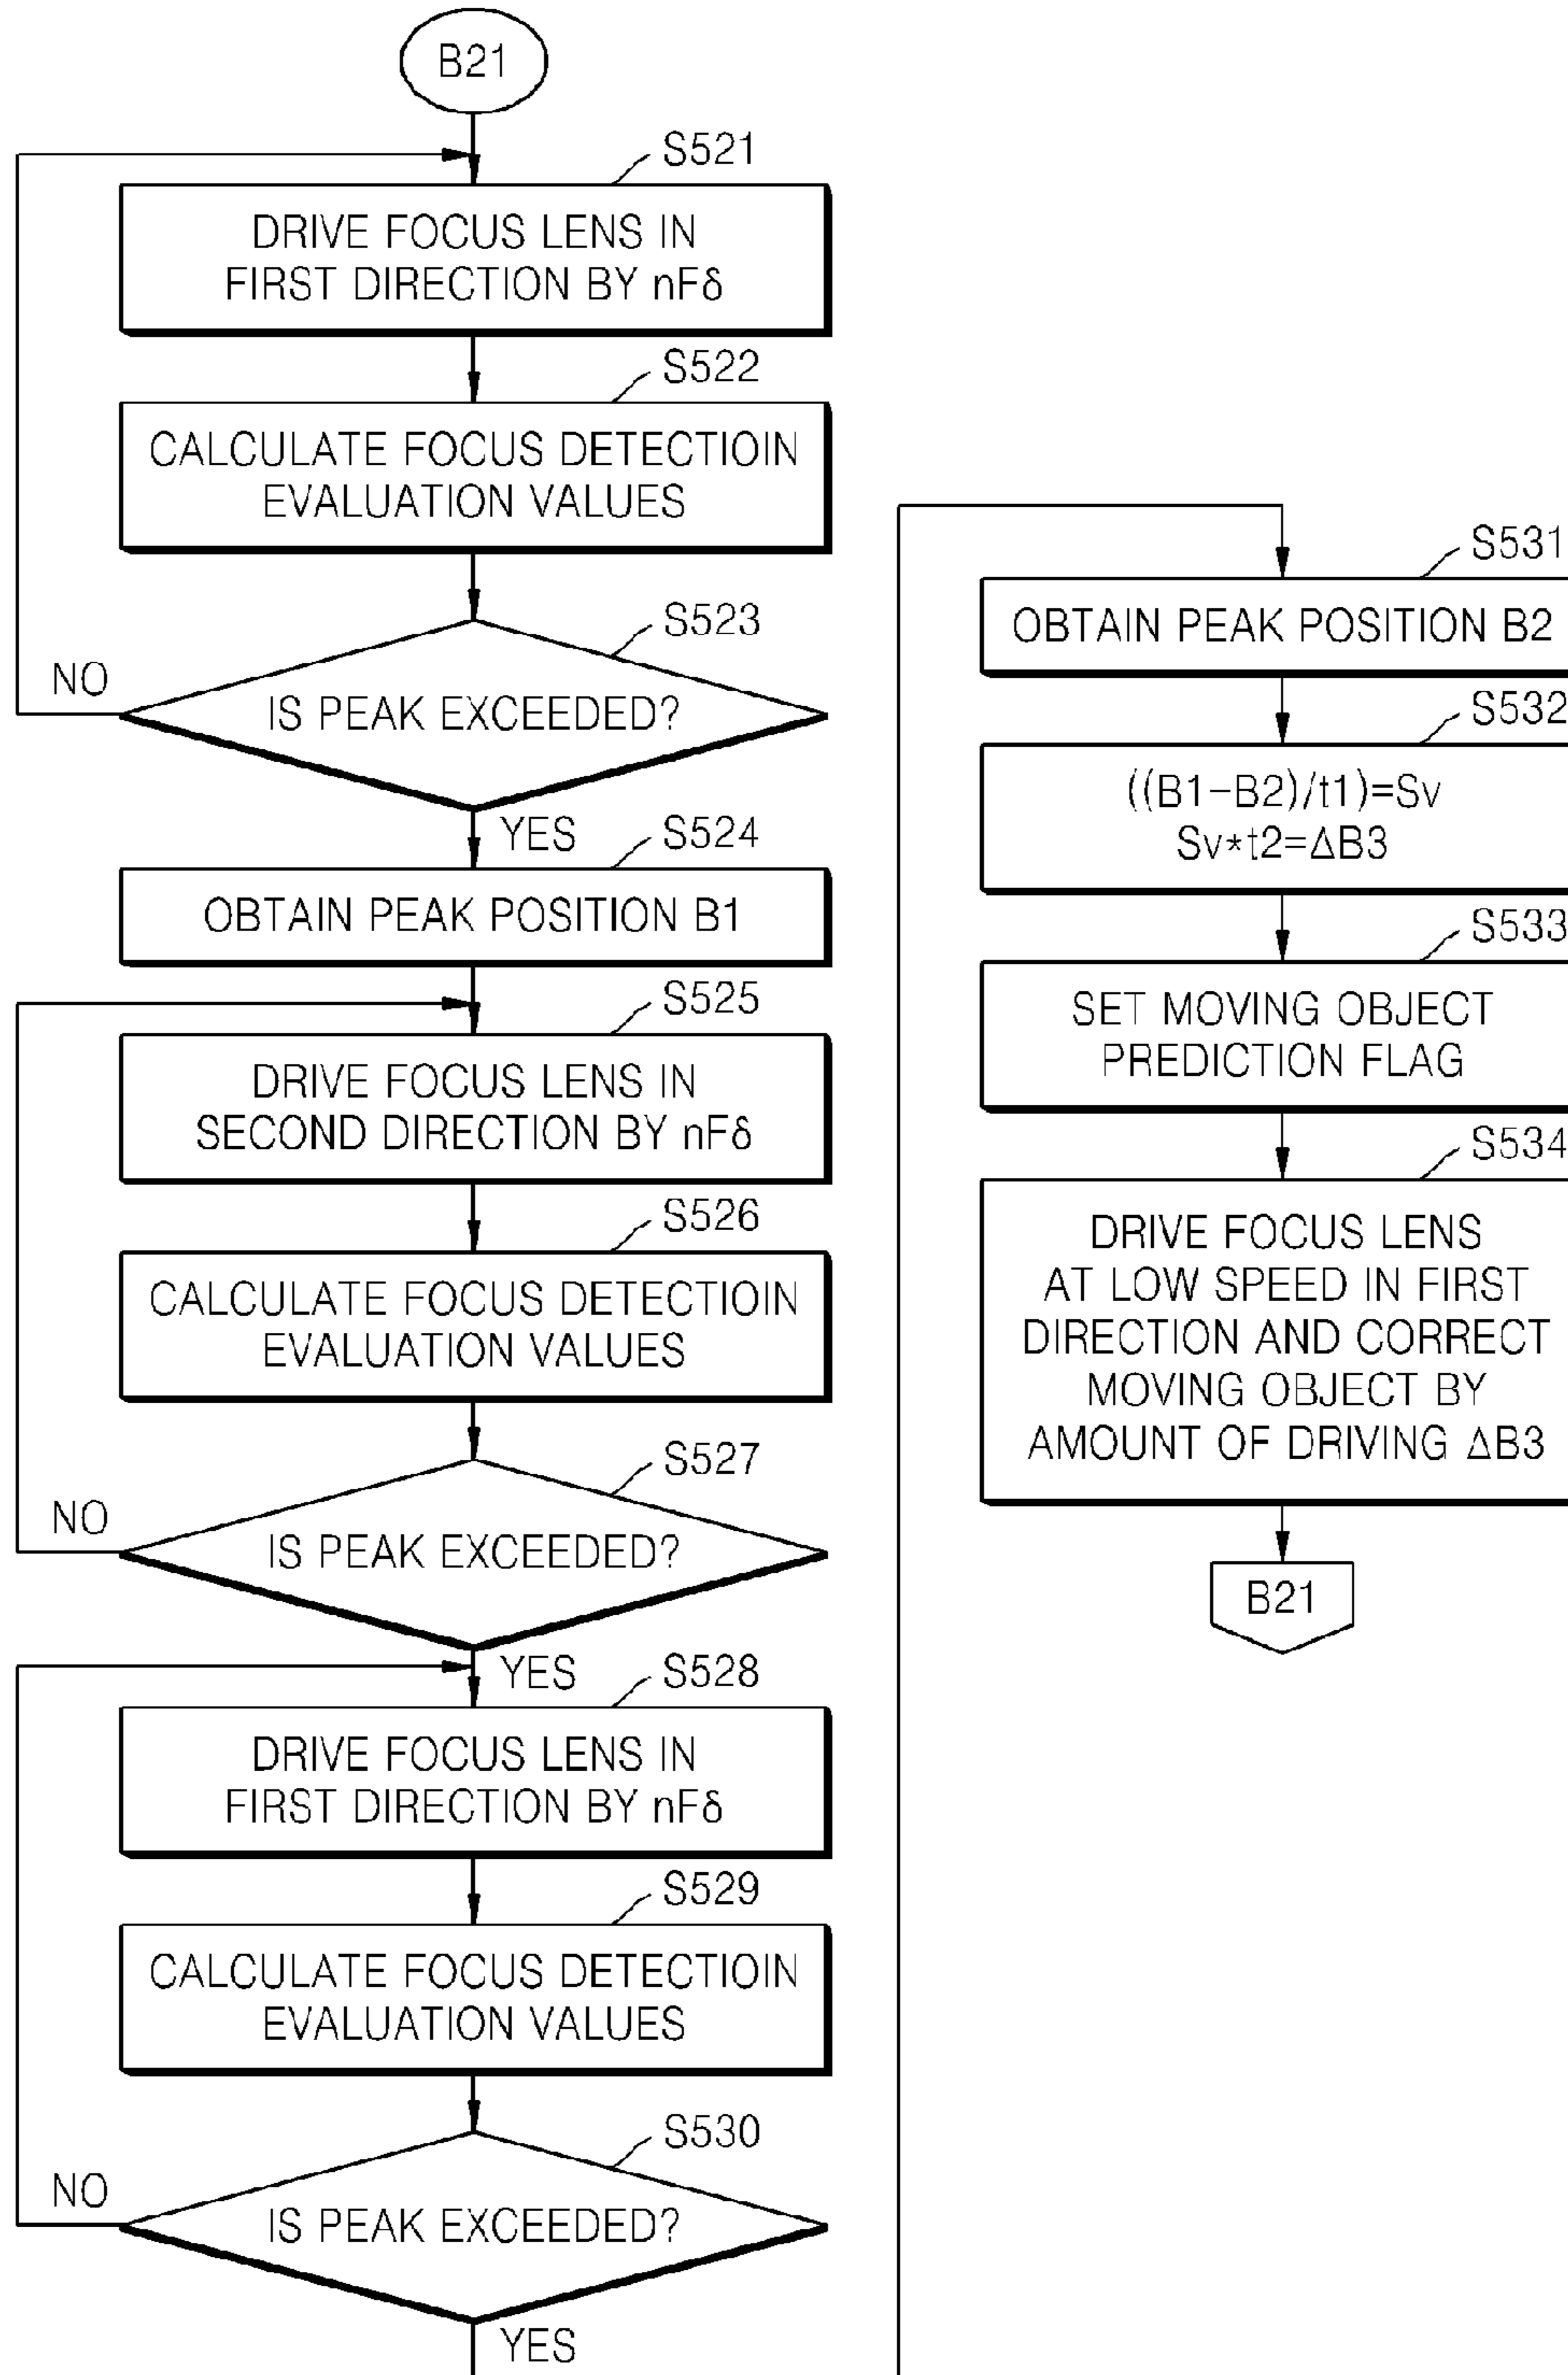 B21
S521
DRIVE FOCUS LENS IN
FIRST DIRECTION BY nFδ
S522
CALCULATE FOCUS DETECTIOIN
EVALUATION VALUES
S523
NO
IS PEAK EXCEEDED?
YES
S524
OBTAIN PEAK POSITION B1
S525
DRIVE FOCUS LENS IN
SECOND DIRECTION BY nFδ
S526
CALCULATE FOCUS DETECTIOIN
EVALUATION VALUES
S527
NO
IS PEAK EXCEEDED?
YES
S528
DRIVE FOCUS LENS IN
FIRST DIRECTION BY nFδ
S529
CALCULATE FOCUS DETECTIOIN
EVALUATION VALUES
S530
NO
IS PEAK EXCEEDED?
YES
S531
OBTAIN PEAK POSITION B2
S532
((B1-B2)/t1)=Sv
Sv*t2=ΔB3
S533
SET MOVING OBJECT
PREDICTION FLAG
S534
DRIVE FOCUS LENS
AT LOW SPEED IN FIRST
DIRECTION AND CORRECT
MOVING OBJECT BY
AMOUNT OF DRIVING ΔB3
B21